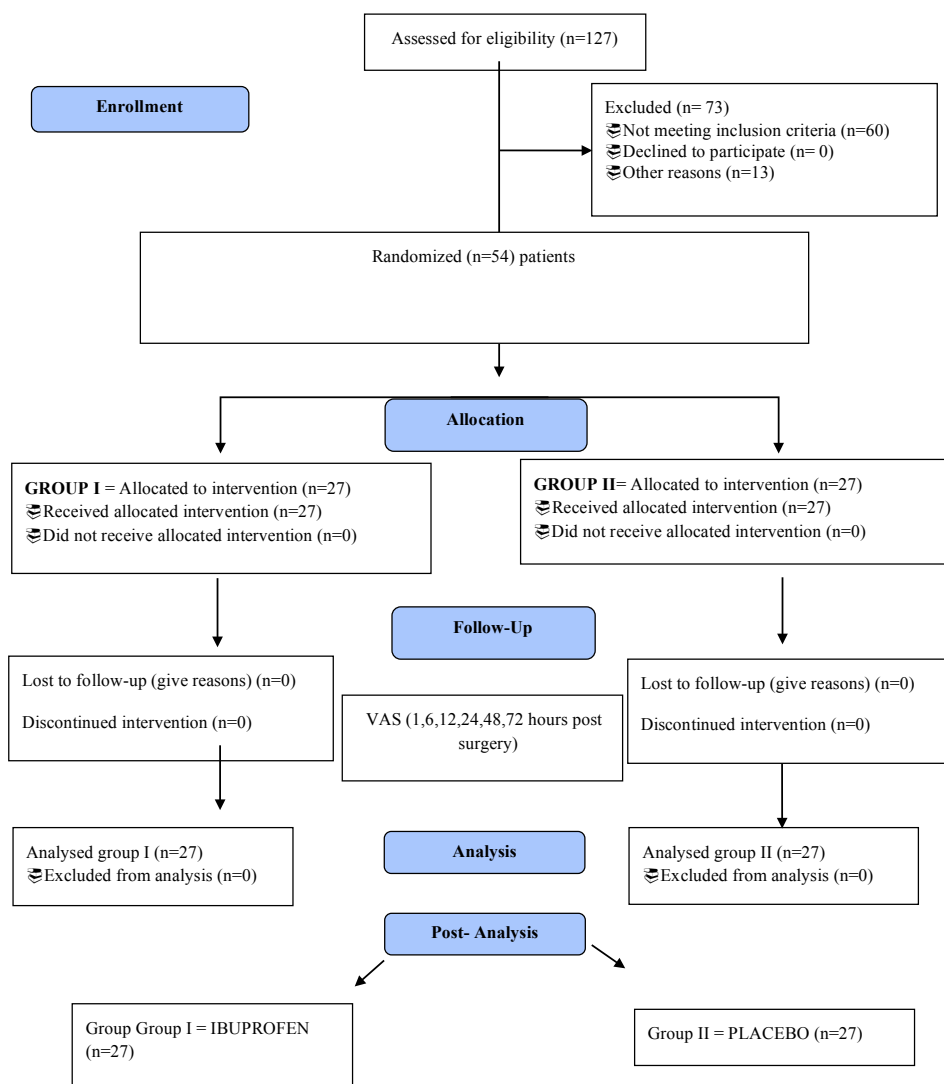 Assessed for eligibility (n=127)
Enrollment
Excluded (n= 73)
Not meeting inclusion criteria (n=60)
Declined to participate (n= 0)
Other reasons (n=13)
Randomized (n=54) patients
Allocation
GROUP I = Allocated to intervention (n=27)
Received allocated intervention (n=27)
Did not receive allocated intervention (n=0)
GROUP II= Allocated to intervention (n=27)
Received allocated intervention (n=27)
Did not receive allocated intervention (n=0)
Follow-Up
Lost to follow-up (give reasons) (n=0)
Discontinued intervention (n=0)
VAS (1,6,12,24,48,72 hours post
surgery)
Lost to follow-up (give reasons) (n=0)
Discontinued intervention (n=0)
Analysed group I (n=27)
Excluded from analysis (n=0)
Analysis
Analysed group II (n=27)
Excluded from analysis (n=0)
Post- Analysis
Group Group I = IBUPROFEN
(n=27)
Group II = PLACEBO (n=27)